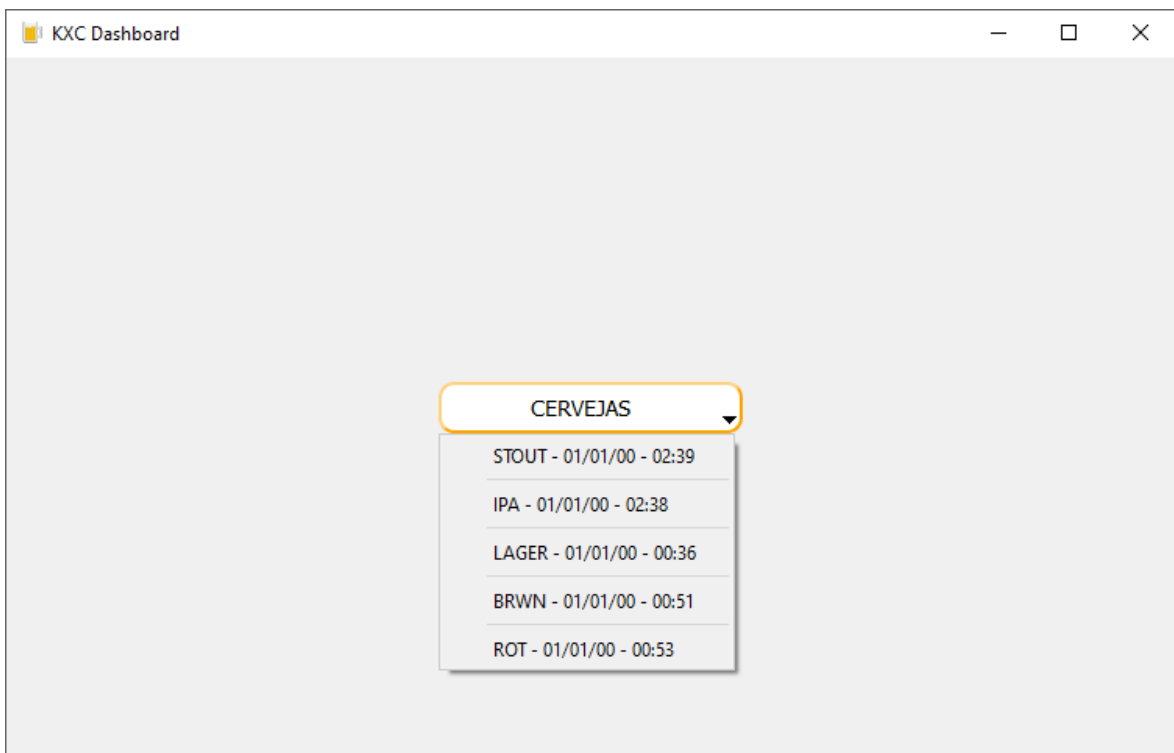 KXC Dashboard
CERVEJAS
STOUT - 01/01/00 - 02:39
IPA - 01/01/00 - 02:38
LAGER - 01/01/00 - 00:36
BRWN - 01/01/00 - 00:51
ROT - 01/01/00 - 00:53